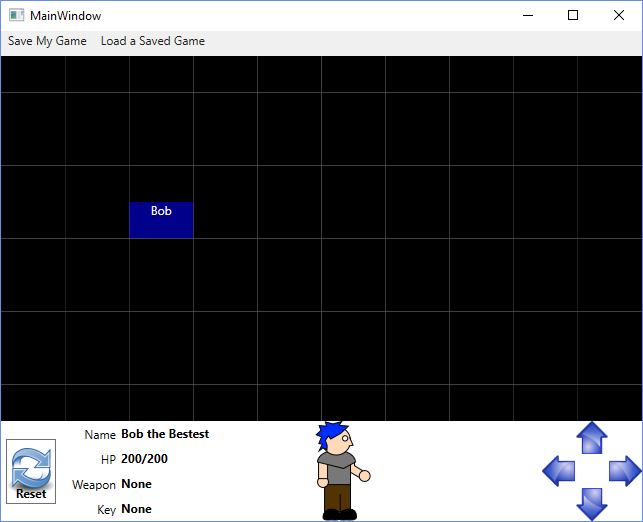 MainWindow
Save My Game Load a Saved Game
Bob
Name Bob the Bestest
HP 200/200
Weapon None
Key None
Reset